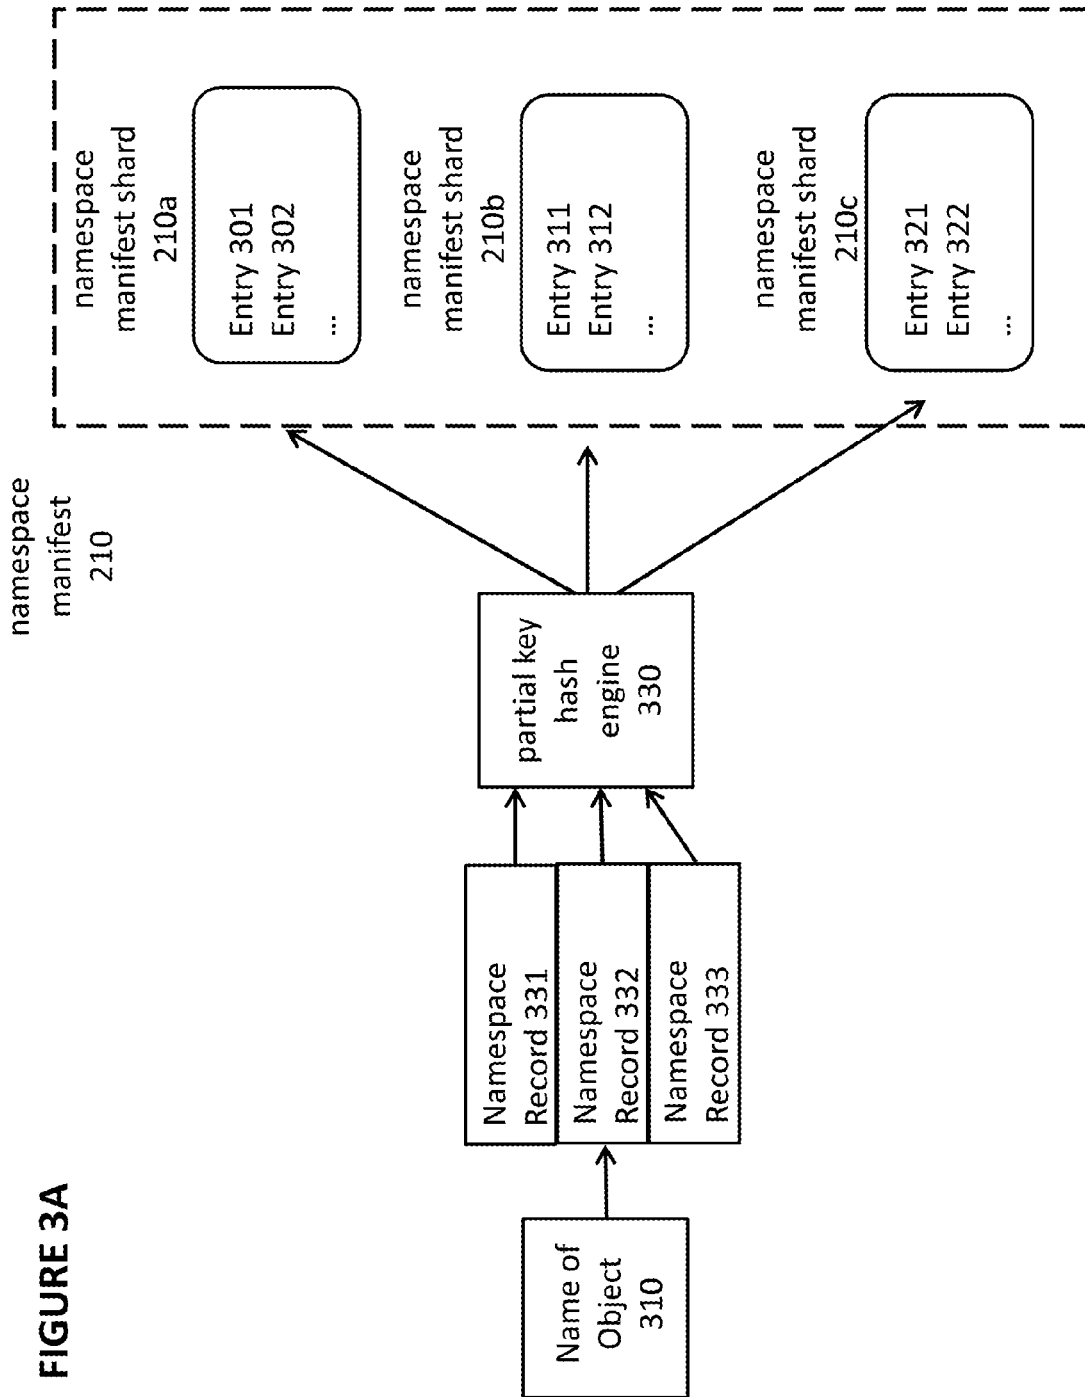 FIGURE 3A
Name of
Object
310
Namespace
Record 331
Namespace
Record 332
Namespace
Record 333
partial key
hash
engine
330
namespace
manifest
210
namespace
manifest shard
210a
Entry 301
Entry 302
...
namespace
manifest shard
210b
Entry 311
Entry 312
...
namespace
manifest shard
210c
Entry 321
Entry 322
...